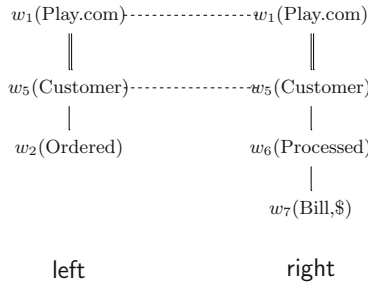 w₁(Play.com) w₁(Play.com)
w₅(Customer) w₅(Customer)
w₂(Ordered) w₆(Processed)
w₇(Bill,$)
left right